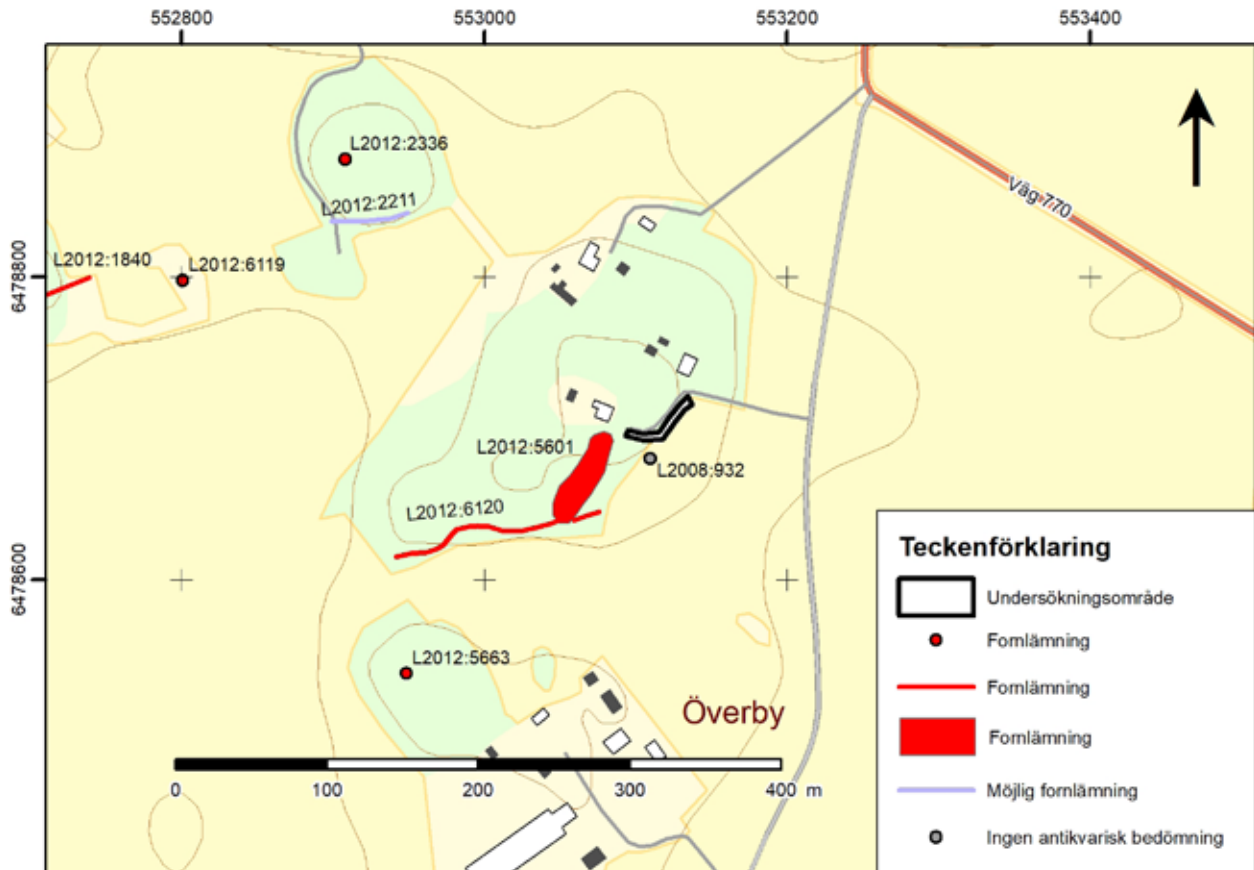 552800
553000
553200
553400
L2012:2336
L2012:2211
Väg 770
L2012:1840
L2012:6119
6478800
L2012:5601
L2008:932
L2012:6120
6478600
L2012:5663
Överby
0 100 200 300 400 m
Teckenförklaring
Undersökningsområde
Fornlämning
Fornlämning
Fornlämning
Möjlig fornlämning
Ingen antikvarisk bedömning